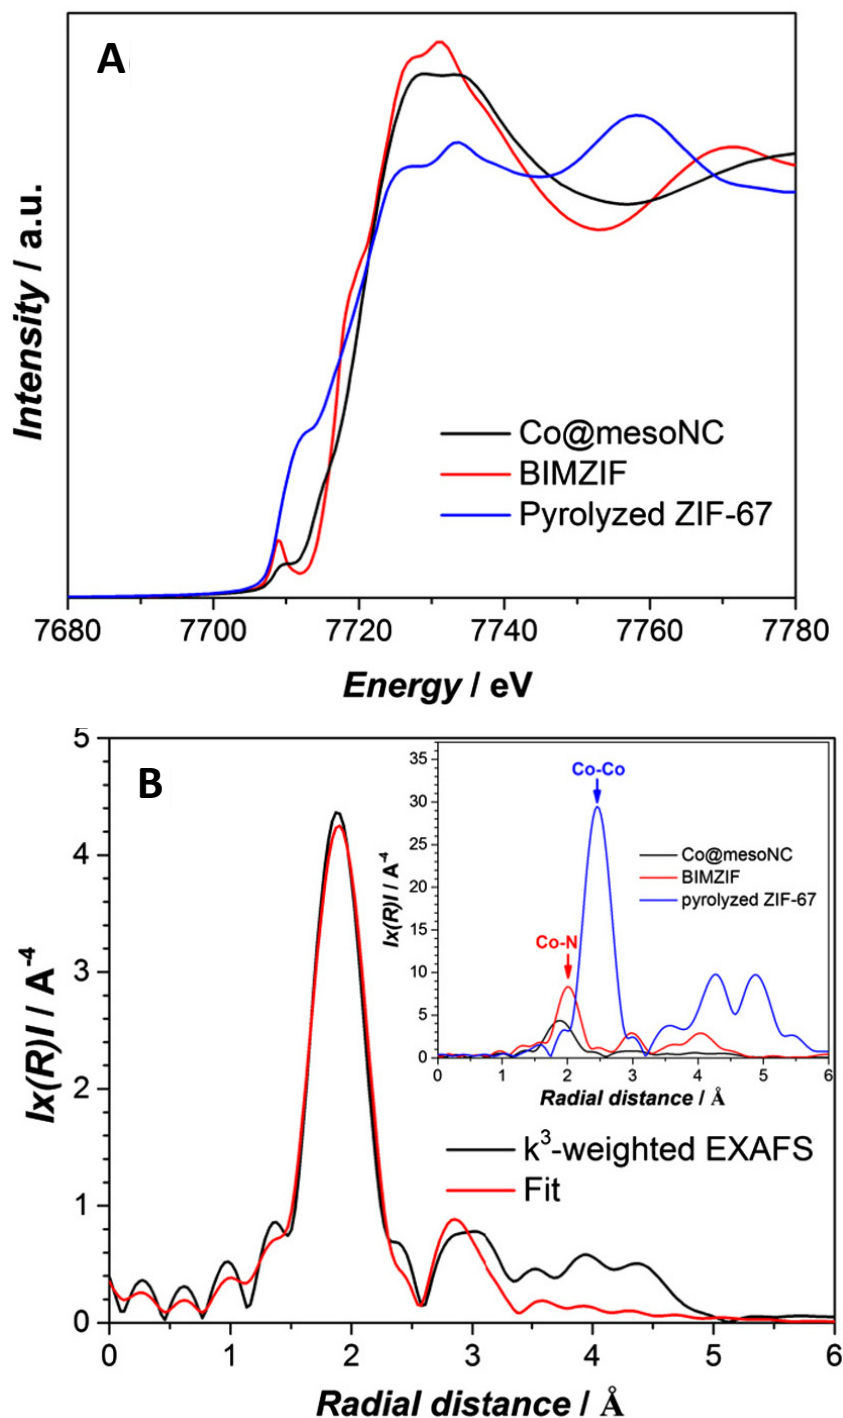 A
Intensity / a.u.
Co@mesoNC
BIMZIF
Pyrolyzed ZIF-67
7680 7700 7720 7740 7760 7780
Energy / eV
B
Ix(R)I / A-4
5
4
3
2
1
0
0 1 2 3 4 5 6
Radial distance / Å
k3-weighted EXAFS
Fit
Ix(R)I / A-4
35
30
25
20
15
10
5
0
Co-Co
Co-N
Co@mesoNC
BIMZIF
pyrolyzed ZIF-67
0 1 2 3 4 5 6
Radial distance / Å